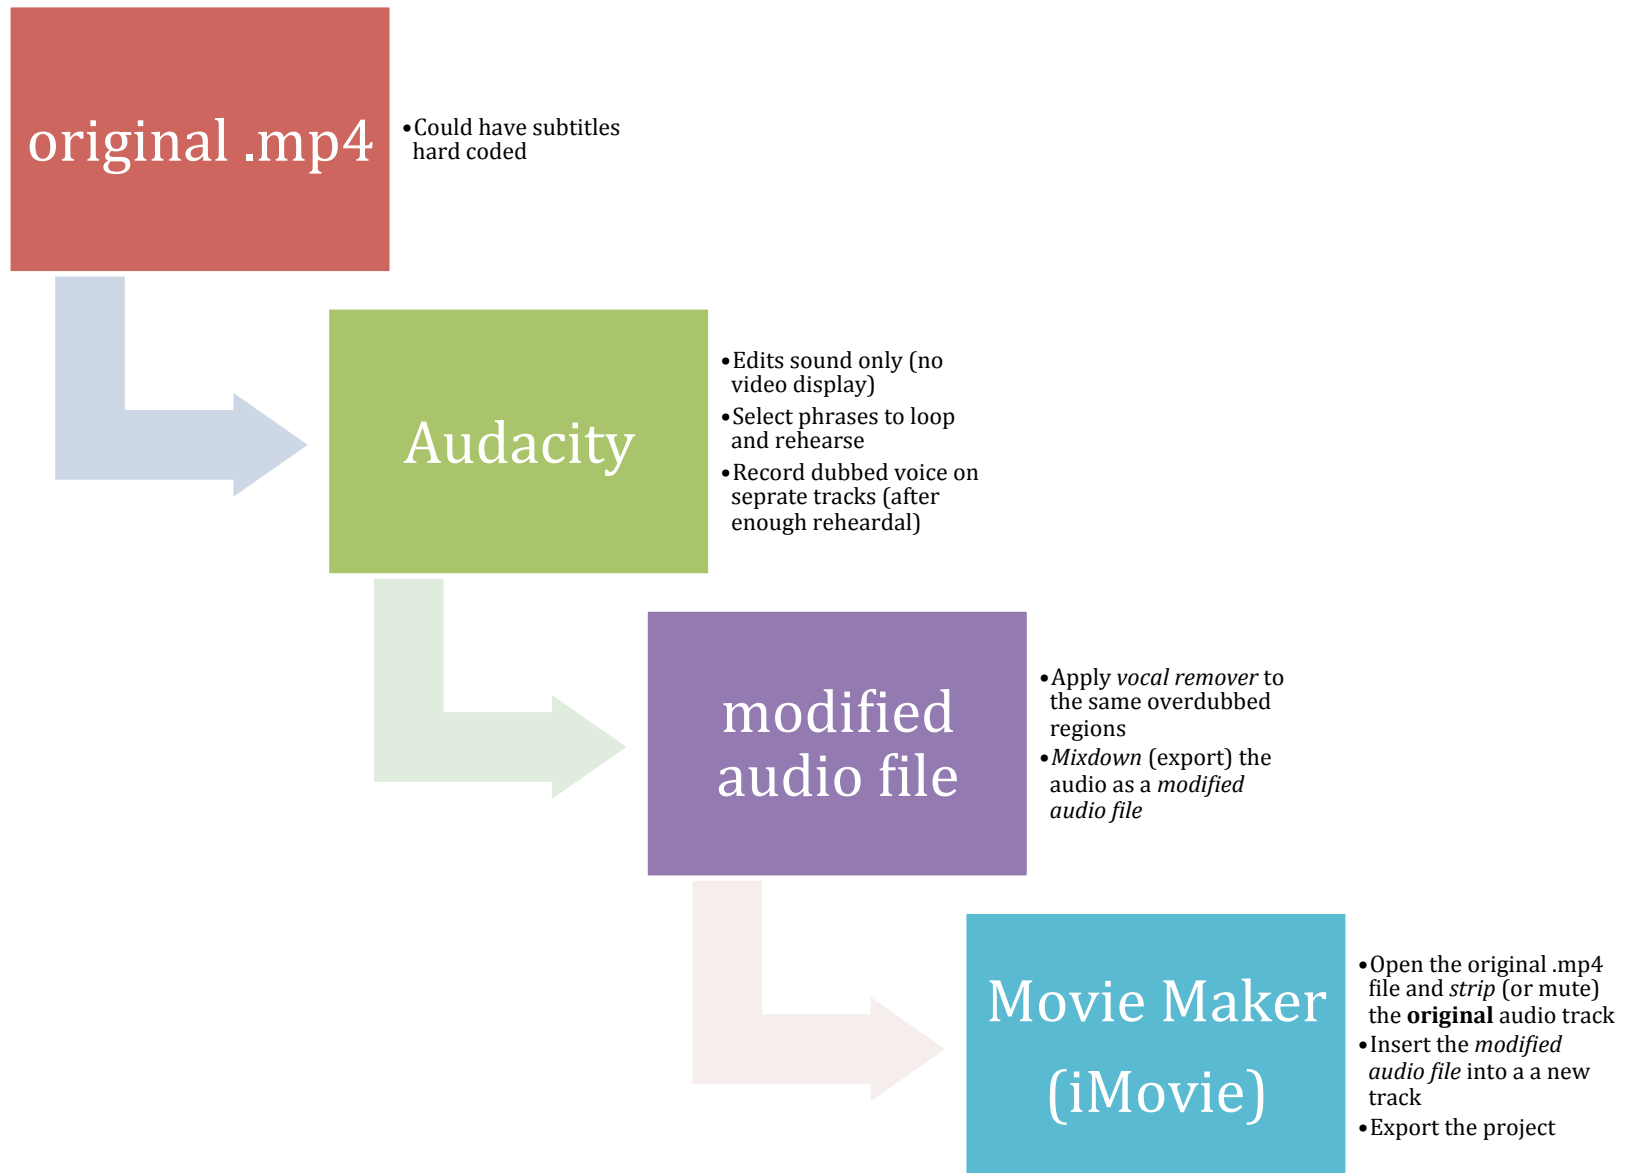 original .mp4
•Could have subtitles
hard coded
Audacity
•Edits sound only (no
video display)
•Select phrases to loop
and rehearse
•Record dubbed voice on
seprate tracks (after
enough reheardal)
modified
audio file
•Apply vocal remover to
the same overdubbed
regions
•Mixdown (export) the
audio as a modified
audio file
Movie Maker
(iMovie)
•Open the original .mp4
file and strip (or mute)
the original audio track
•Insert the modified
audio file into a a new
track
•Export the project